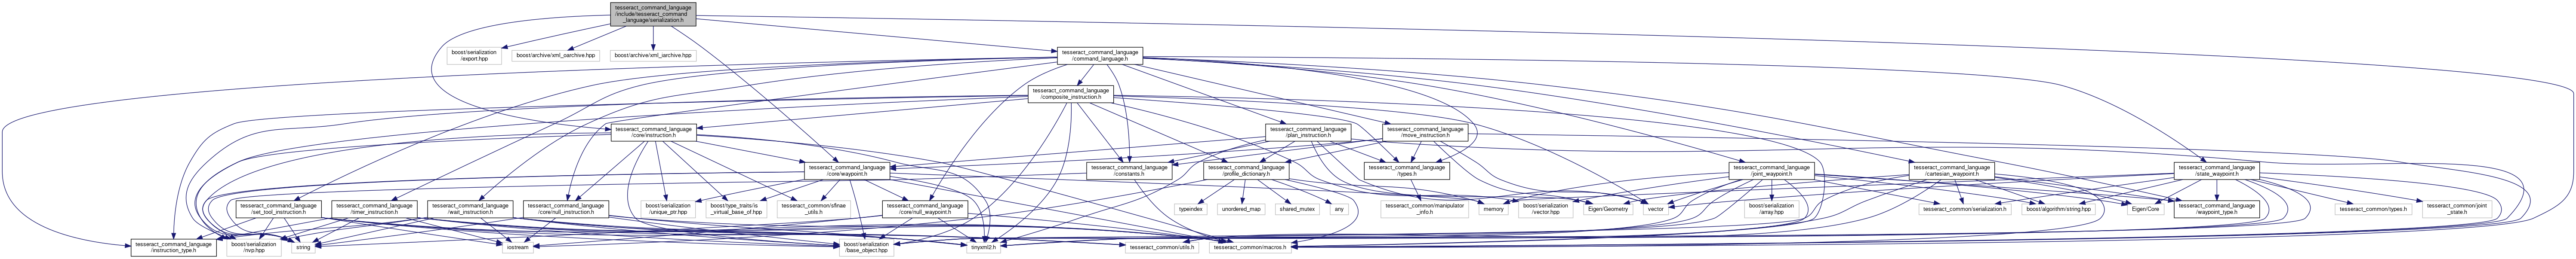 tesseract_command_language
/include/tesseract_command
_language/serialization.h
boost/serialization
/export.hpp
boost/archive/xml_oarchive.hpp
boost/archive/xml_iarchive.hpp
tesseract_command_language
/command_language.h
tesseract_command_language
/composite_instruction.h
tesseract_command_language
/core/instruction.h
tesseract_command_language
/plan_instruction.h
tesseract_command_language
/move_instruction.h
tesseract_command_language
/core/waypoint.h
tesseract_command_language
/constants.h
tesseract_command_language
/profile_dictionary.h
tesseract_command_language
/types.h
tesseract_command_language
/joint_waypoint.h
tesseract_command_language
/cartesian_waypoint.h
tesseract_command_language
/state_waypoint.h
tesseract_command_language
/set_tool_instruction.h
tesseract_command_language
/timer_instruction.h
tesseract_command_language
/wait_instruction.h
tesseract_command_language
/core/null_instruction.h
boost/serialization
/unique_ptr.hpp
boost/type_traits/is
_virtual_base_of.hpp
tesseract_common/sfinae
_utils.h
tesseract_command_language
/core/null_waypoint.h
typeindex
unordered_map
shared_mutex
any
tesseract_common/manipulator
_info.h
memory
boost/serialization
/vector.hpp
Eigen/Geometry
vector
boost/serialization
/array.hpp
tesseract_common/serialization.h
boost/algorithm/string.hpp
Eigen/Core
tesseract_command_language
/waypoint_type.h
tesseract_common/types.h
tesseract_common/joint
_state.h
tesseract_command_language
/instruction_type.h
boost/serialization
/nvp.hpp
string
iostream
boost/serialization
/base_object.hpp
tinyxml2.h
tesseract_common/utils.h
tesseract_common/macros.h